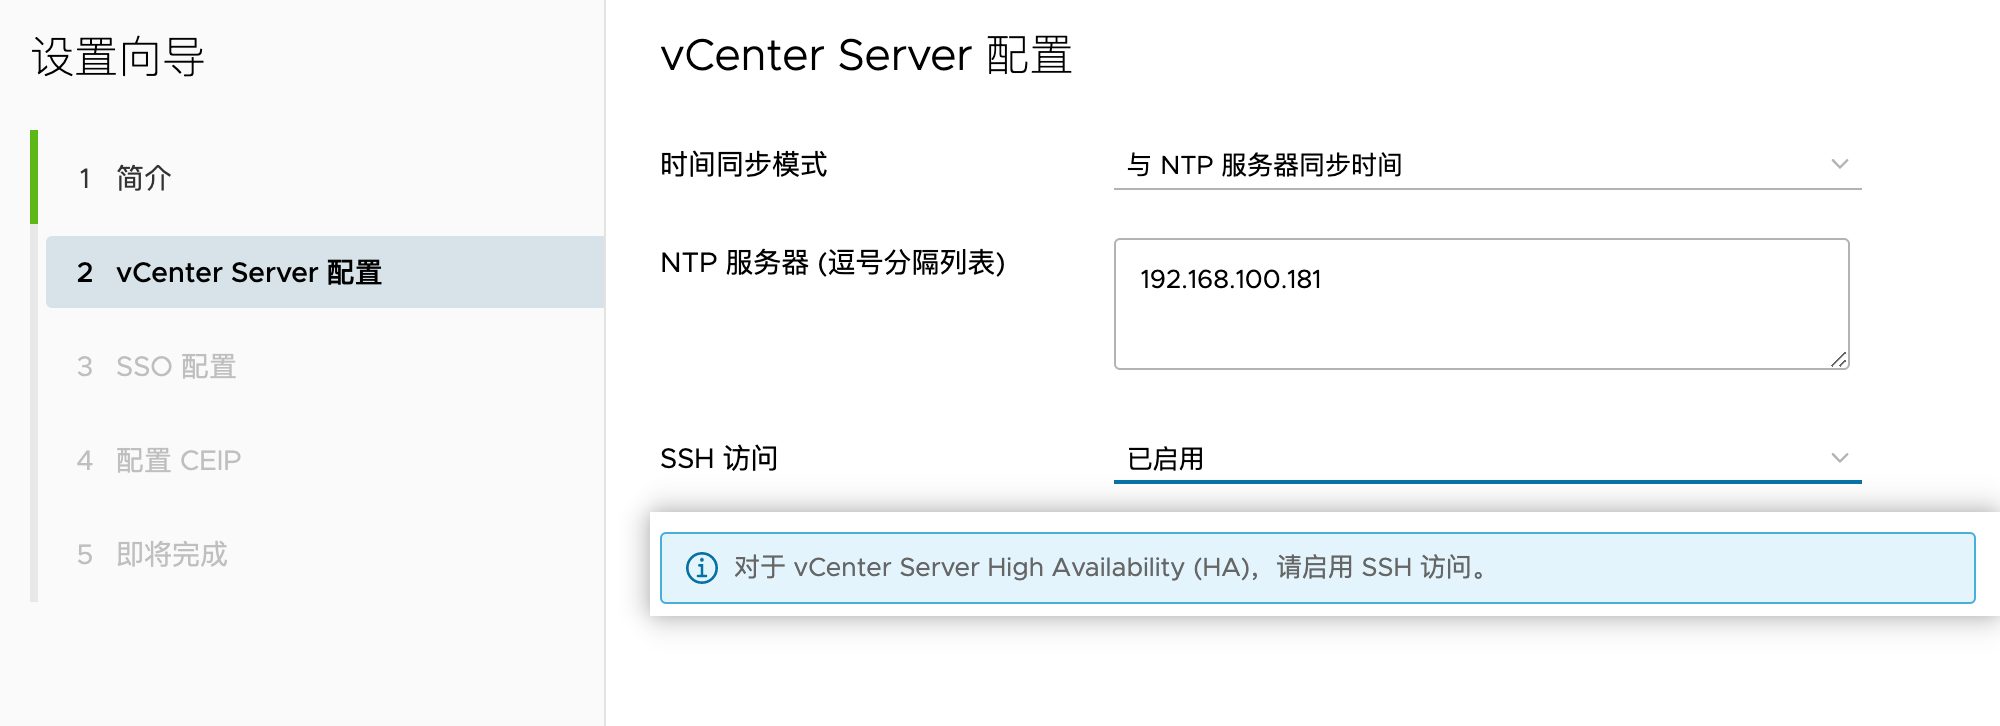 设置向导
1 简介
2 vCenter Server 配置
3 SSO 配置
4 配置 CEIP
5 即将完成
vCenter Server 配置
时间同步模式
与 NTP 服务器同步时间
NTP 服务器 (逗号分隔列表)
192.168.100.181
SSH 访问
已启用
对于 vCenter Server High Availability (HA)，请启用 SSH 访问。